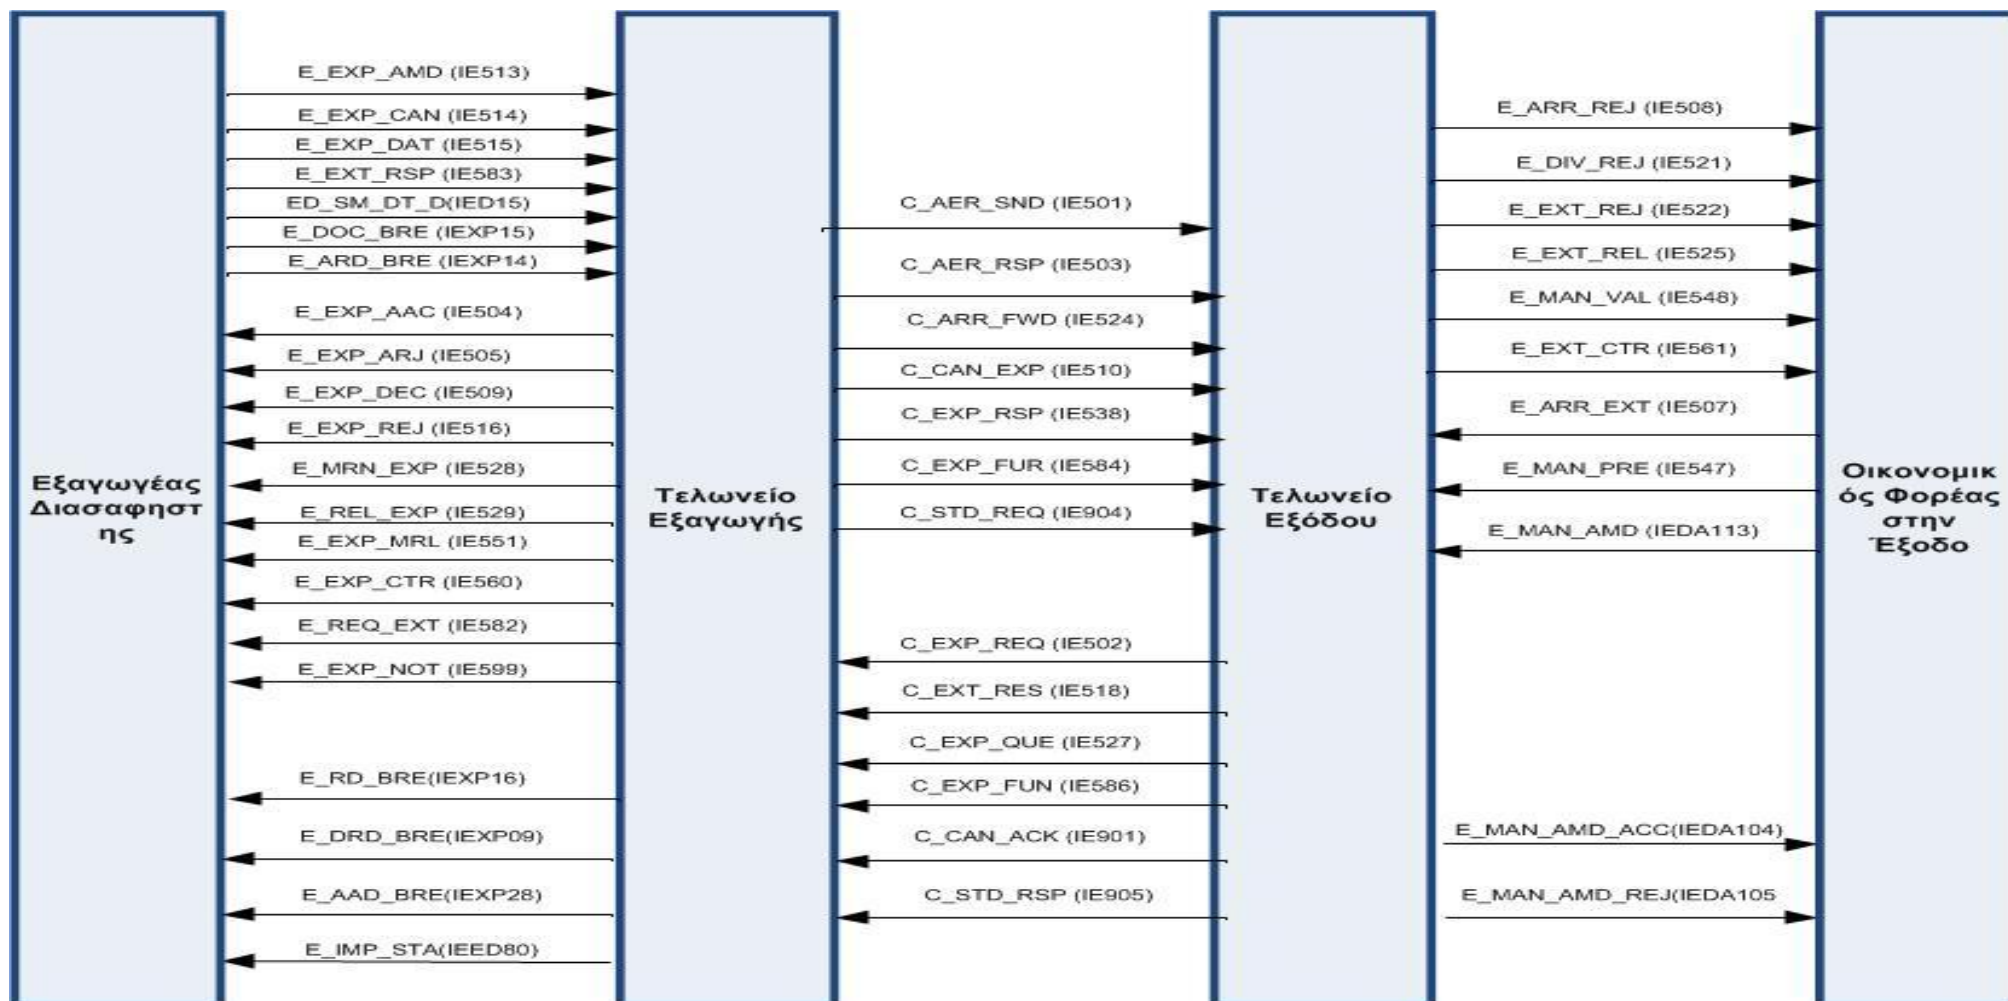 E_EXP_AMD (IE513)
E_EXP_CAN (IE514)
E_EXP_DAT (IE515)
E_EXT_RSP (IE583)
ED_SM_DT_D(IED15)
E_DOC_BRE (IEXP15)
E_ARD_BRE (IEXP14)
E_EXP_AAC (IE504)
E_EXP_ARJ (IE505)
E_EXP_DEC (IE509)
E_EXP_REJ (IE516)
E_MRN_EXP (IE528)
E_REL_EXP (IE529)
E_EXP_MRL (IE551)
E_EXP_CTR (IE560)
E_REQ_EXT (IE582)
E_EXP_NOT (IE599)
E_RD_BRE(IEXP16)
E_DRD_BRE(IEXP09)
E_AAD_BRE(IEXP28)
E_IMP_STA(IEED80)
Εξαγωγέας
Διασαφηστ
ης
Τελωνείο
Εξαγωγής
C_AER_SND (IE501)
C_AER_RSP (IE503)
C_ARR_FWD (IE524)
C_CAN_EXP (IE510)
C_EXP_RSP (IE538)
C_EXP_FUR (IE584)
C_STD_REQ (IE904)
C_EXP_REQ (IE502)
C_EXT_RES (IE518)
C_EXP_QUE (IE527)
C_EXP_FUN (IE586)
C_CAN_ACK (IE901)
C_STD_RSP (IE905)
Τελωνείο
Εξόδου
E_ARR_REJ (IE508)
E_DIV_REJ (IE521)
E_EXT_REJ (IE522)
E_EXT_REL (IE525)
E_MAN_VAL (IE548)
E_EXT_CTR (IE561)
E_ARR_EXT (IE507)
E_MAN_PRE (IE547)
E_MAN_AMD (IEDA113)
E_MAN_AMD_ACC(IEDA104)
E_MAN_AMD_REJ(IEDA105
Οικονομικ
ός Φορέας
στην
Έξοδο